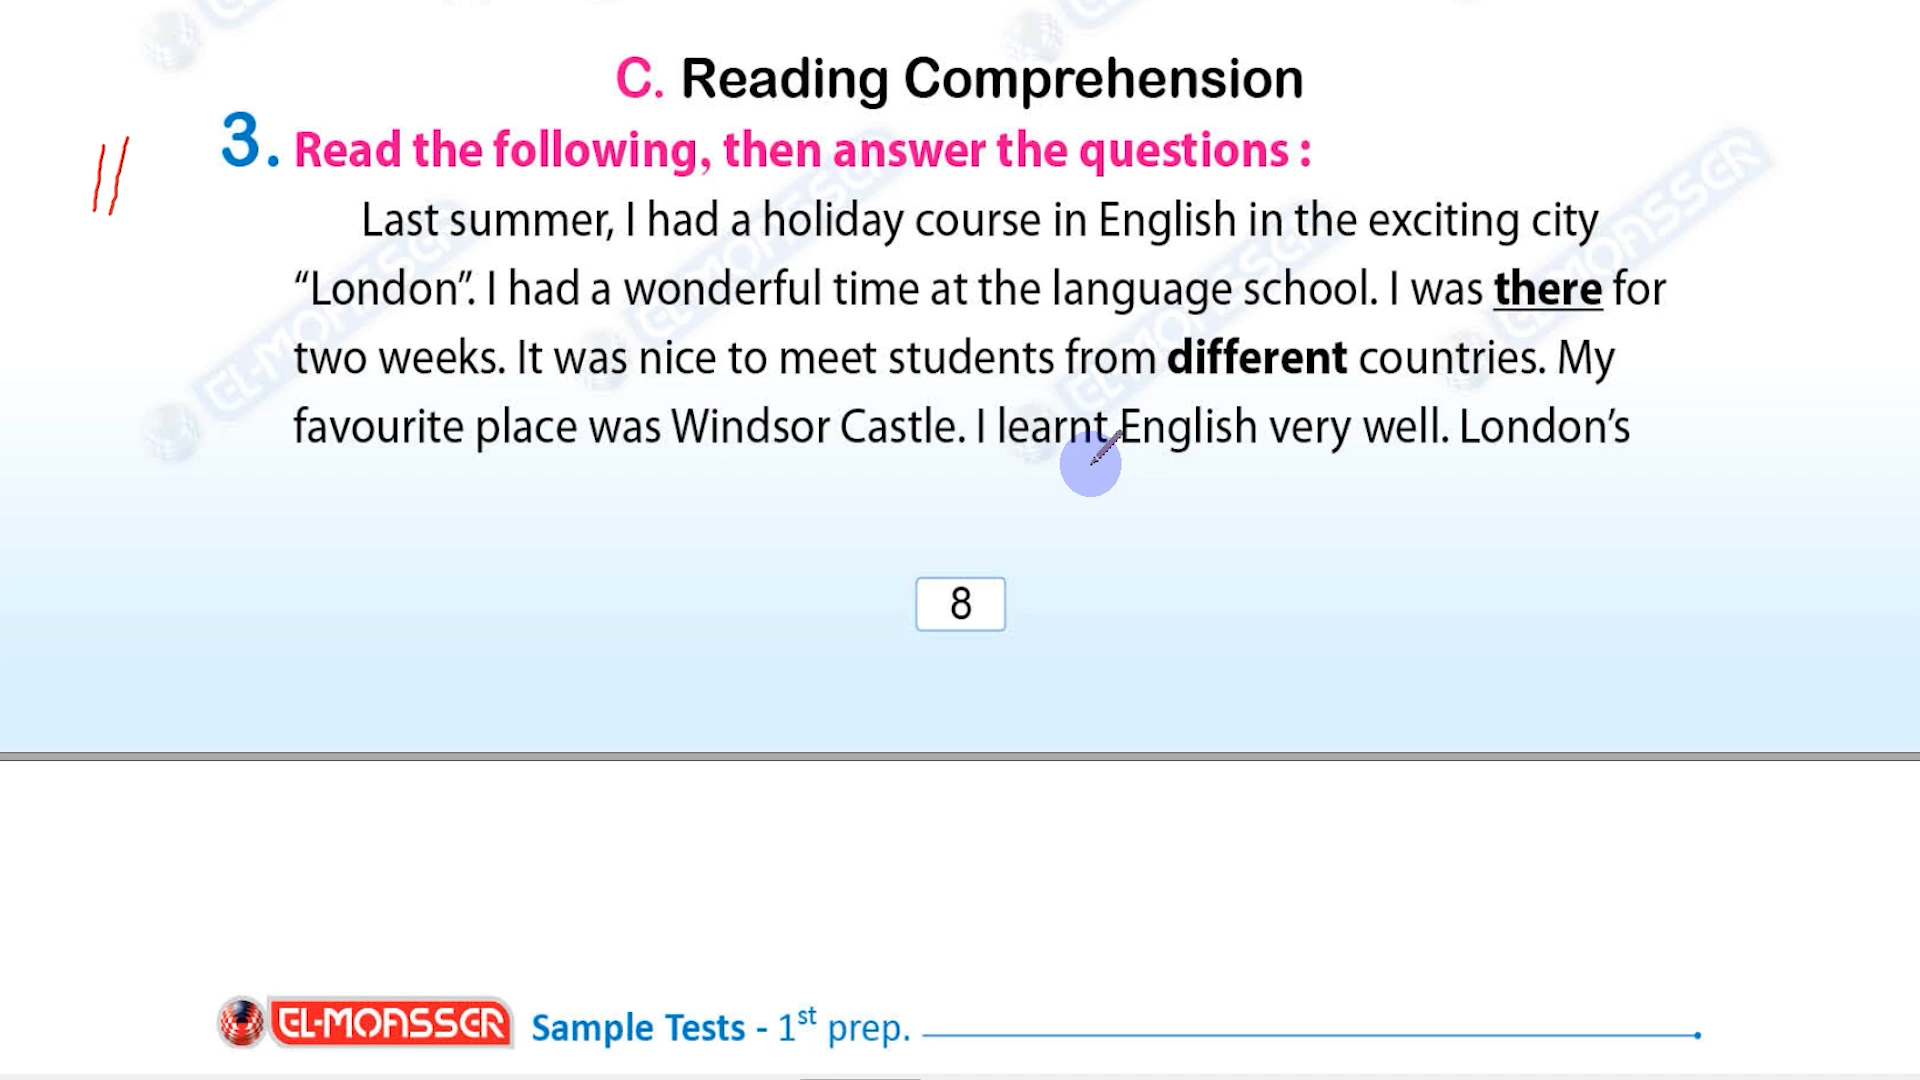 C. Reading Comprehension
3. Read the following, then answer the questions :
Last summer, I had a holiday course in English in the exciting city
“London”. I had a wonderful time at the language school. I was there for
two weeks. It was nice to meet students from different countries. My
favourite place was Windsor Castle. I learnt English very well. London’s
8
EL-MOASSER Sample Tests - 1st prep.